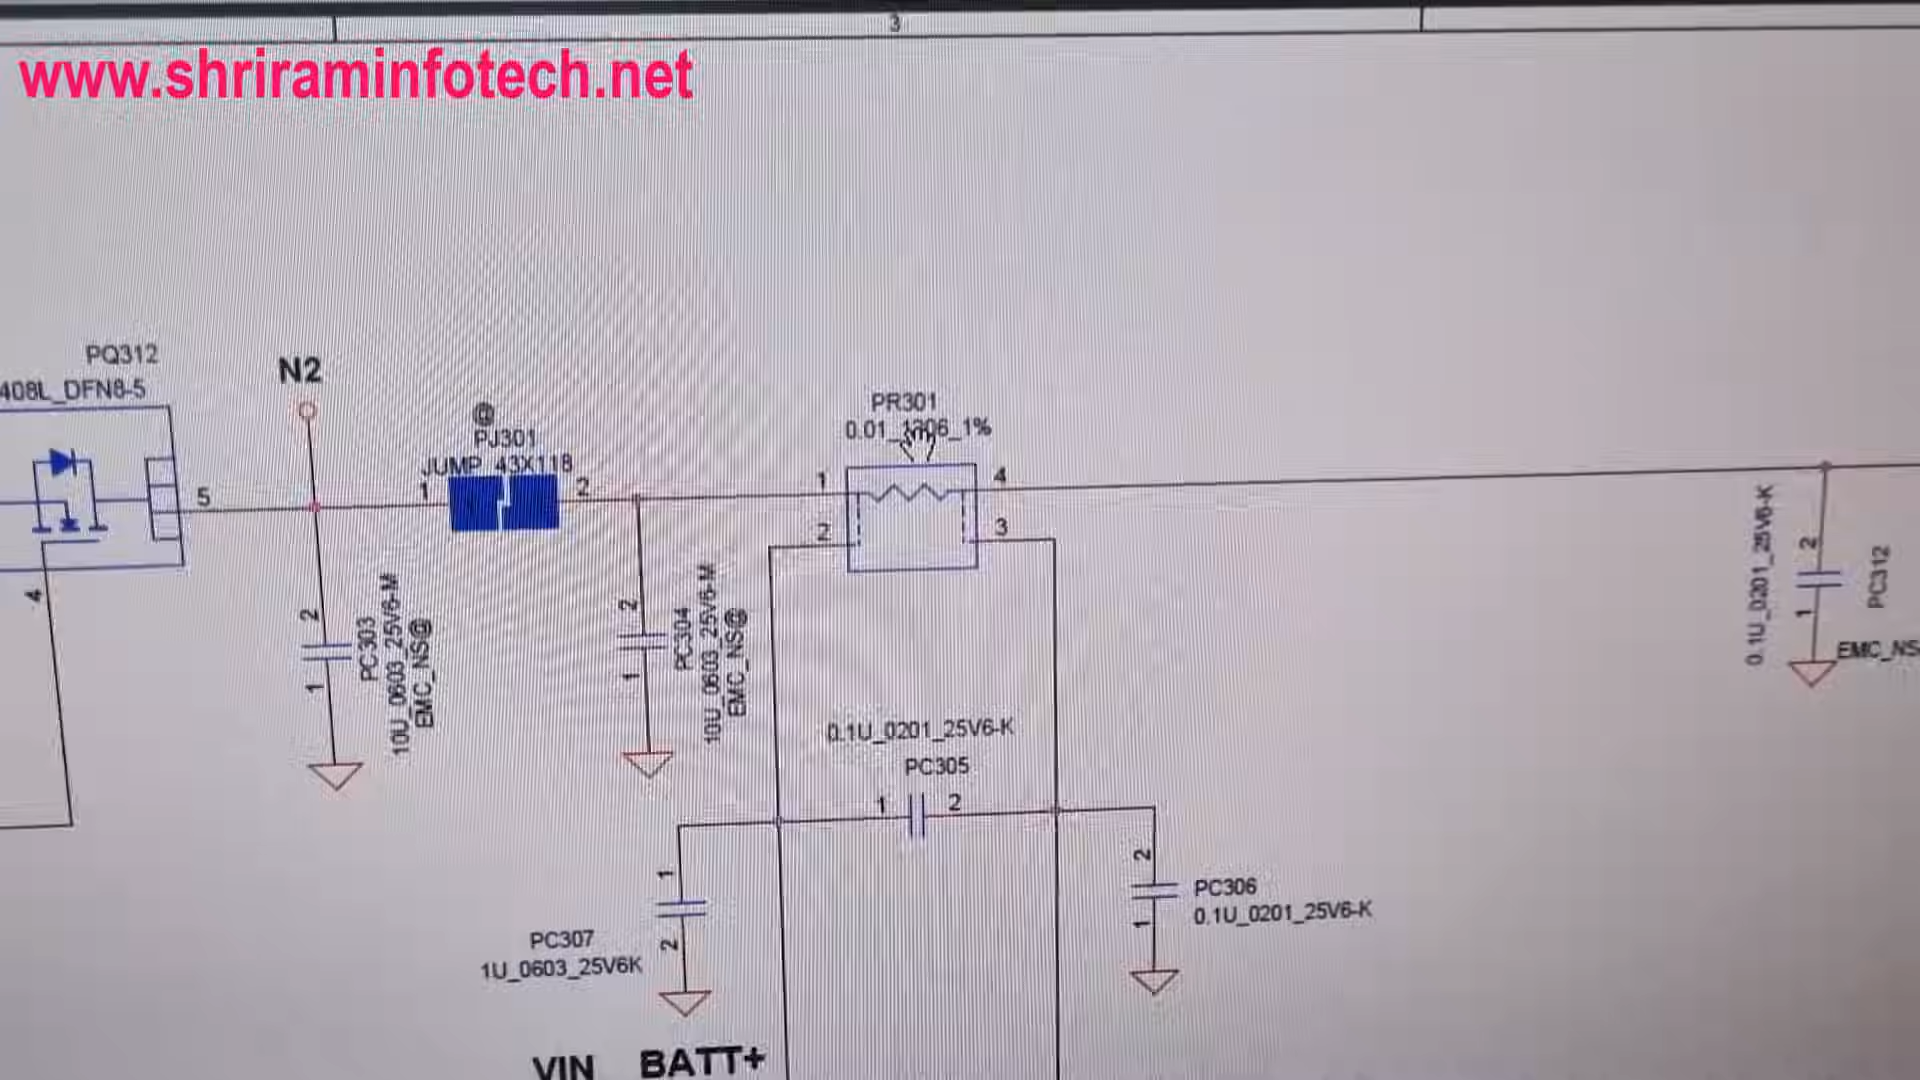 3
www.shriraminfotech.net
PQ312
408L_DFN8-5
N2
5
4
@
PJ301
JUMP_43X118
1
2
PR301
0.01_1206_1%
1
4
2
3
2
1
PC303
10U_0603_25V6-M
EMC_NS@
2
1
PC304
10U_0603_25V6-M
EMC_NS@
0.1U_0201_25V6-K
PC305
1
2
1
2
PC307
1U_0603_25V6K
2
1
PC306
0.1U_0201_25V6-K
0.1U_0201_25V6-K
2
1
PC312
EMC_NS
VIN BATT+